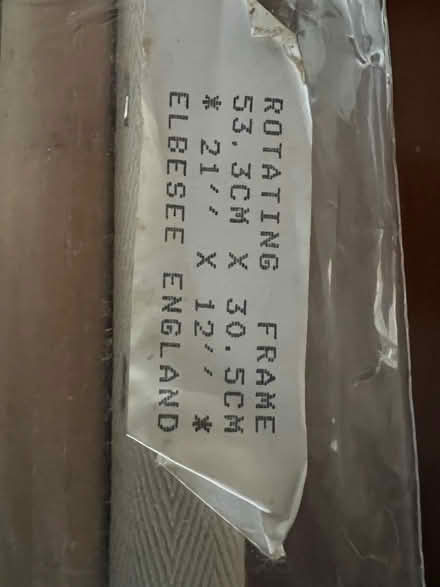 ROTATING FRAME
53.3CM X 30.5CM
* 21'' X 12'' *
ELBESEE ENGLAND